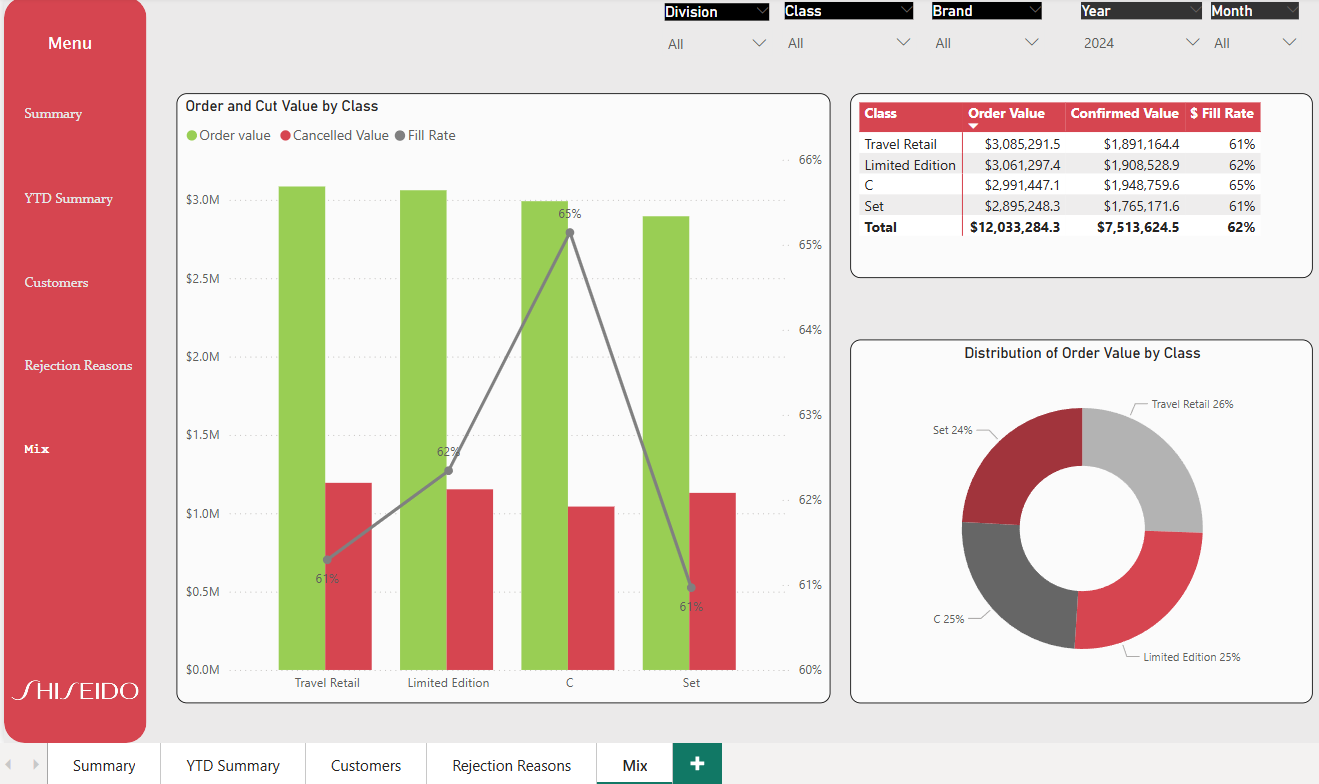 Menu
Summary
YTD Summary
Customers
Rejection Reasons
Mix
SHISEIDO
Division Class Brand Year Month
All All All 2024 All
Order and Cut Value by Class
Order value Cancelled Value Fill Rate
66%
$3.0M
65%
65%
$2.5M
64%
$2.0M
63%
$1.5M
62%
62%
$1.0M
61%
61%
$0.5M
61%
$0.0M
60%
Travel Retail Limited Edition C Set
Class Order Value Confirmed Value $ Fill Rate
Travel Retail $3,085,291.5 $1,891,164.4 61%
Limited Edition $3,061,297.4 $1,908,528.9 62%
C $2,991,447.1 $1,948,759.6 65%
Set $2,895,248.3 $1,765,171.6 61%
Total $12,033,284.3 $7,513,624.5 62%
Distribution of Order Value by Class
Travel Retail 26%
Set 24%
C 25%
Limited Edition 25%
Summary YTD Summary Customers Rejection Reasons Mix +